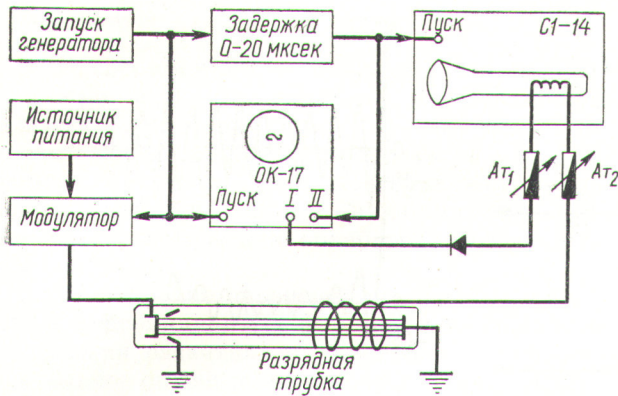 Запуск
генератора
Задержка
0-20 мксек
Пуск
С1-14
Источник
питания
ОК-17
Пуск
I
II
Ат1
Ат2
Модулятор
Разрядная
трубка